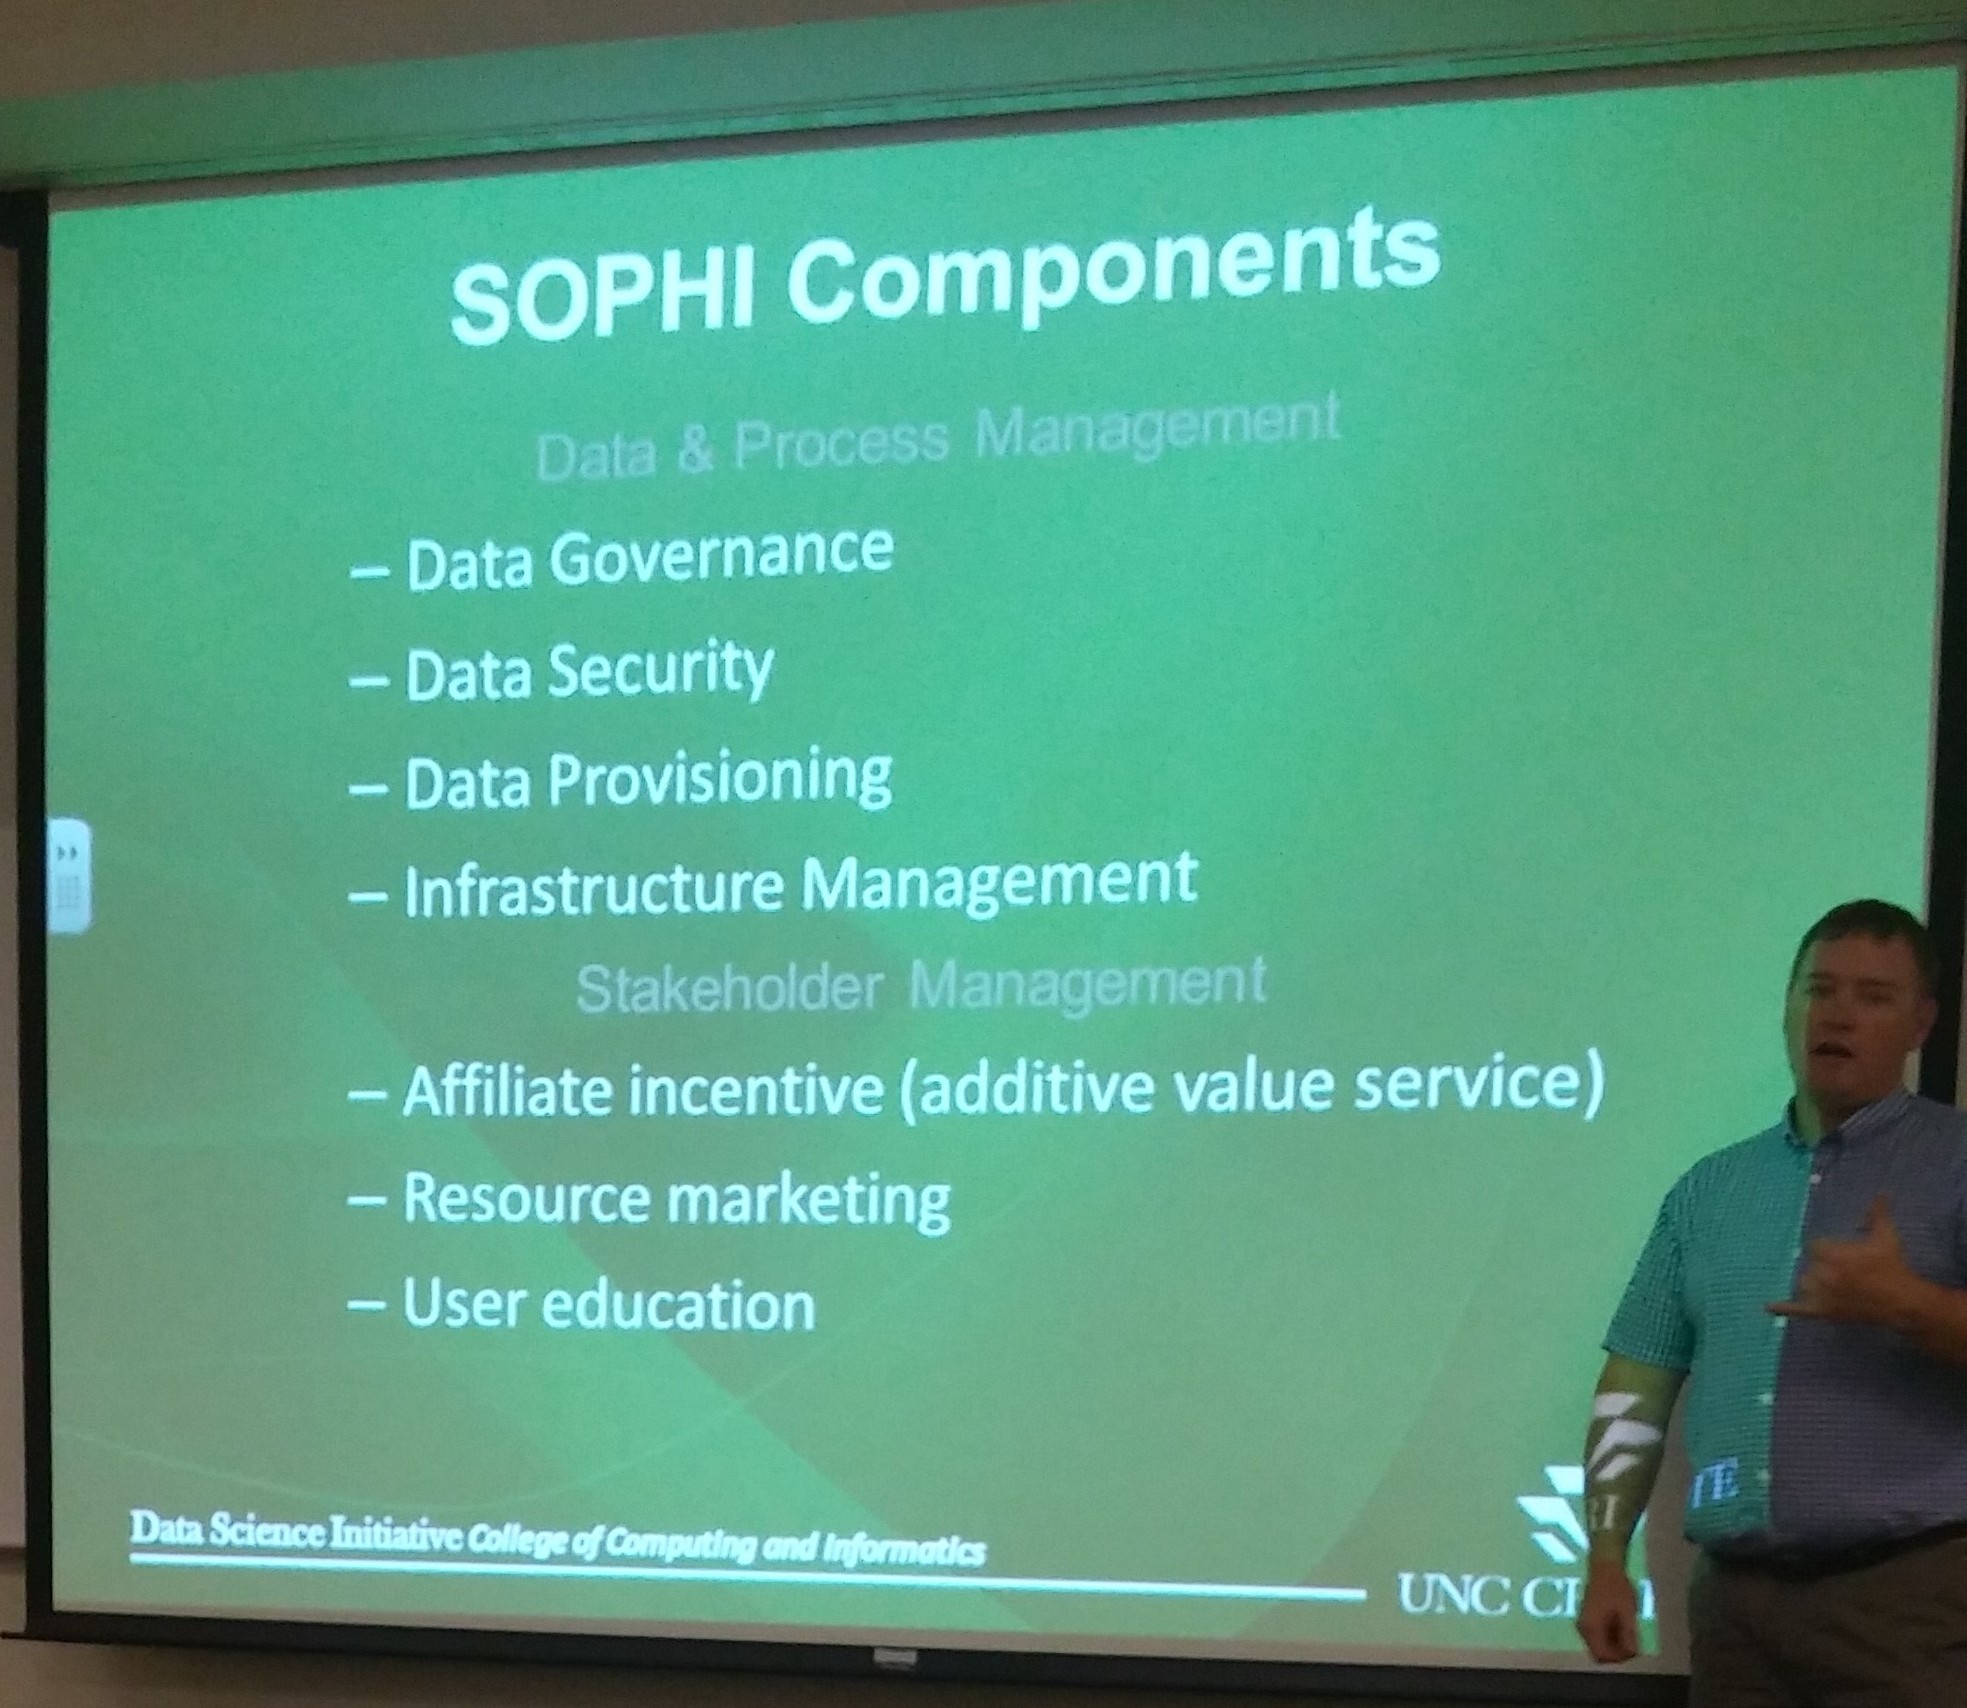 SOPHI Components
Data & Process Management
– Data Governance
– Data Security
– Data Provisioning
– Infrastructure Management
Stakeholder Management
– Affiliate incentive (additive value service)
– Resource marketing
– User education
Data Science Initiative College of Computing and Informatics
UNC